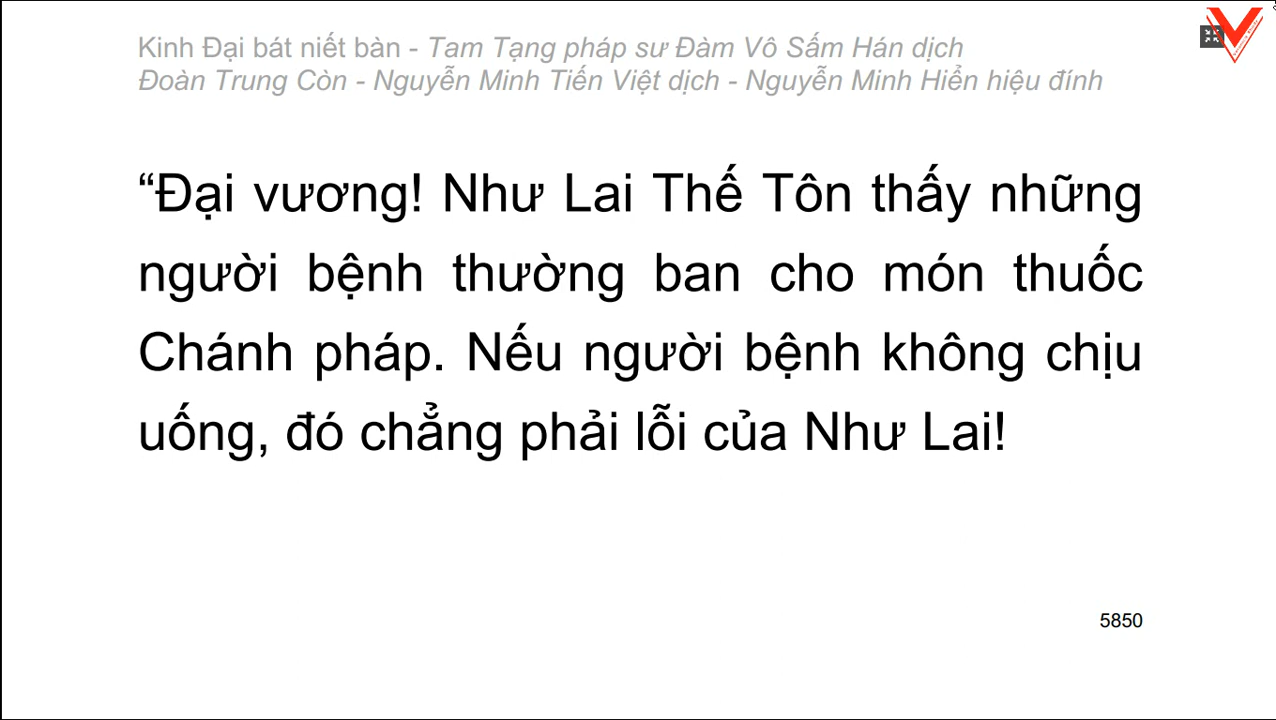 Kinh Đại bát niết bàn - Tam Tạng pháp sư Đàm Vô Sấm Hán dịch
Đoàn Trung Còn - Nguyễn Minh Tiến Việt dịch - Nguyễn Minh Hiển hiệu đính
“Đại vương! Như Lai Thế Tôn thấy những
người bệnh thường ban cho món thuốc
Chánh pháp. Nếu người bệnh không chịu
uống, đó chẳng phải lỗi của Như Lai!
5850